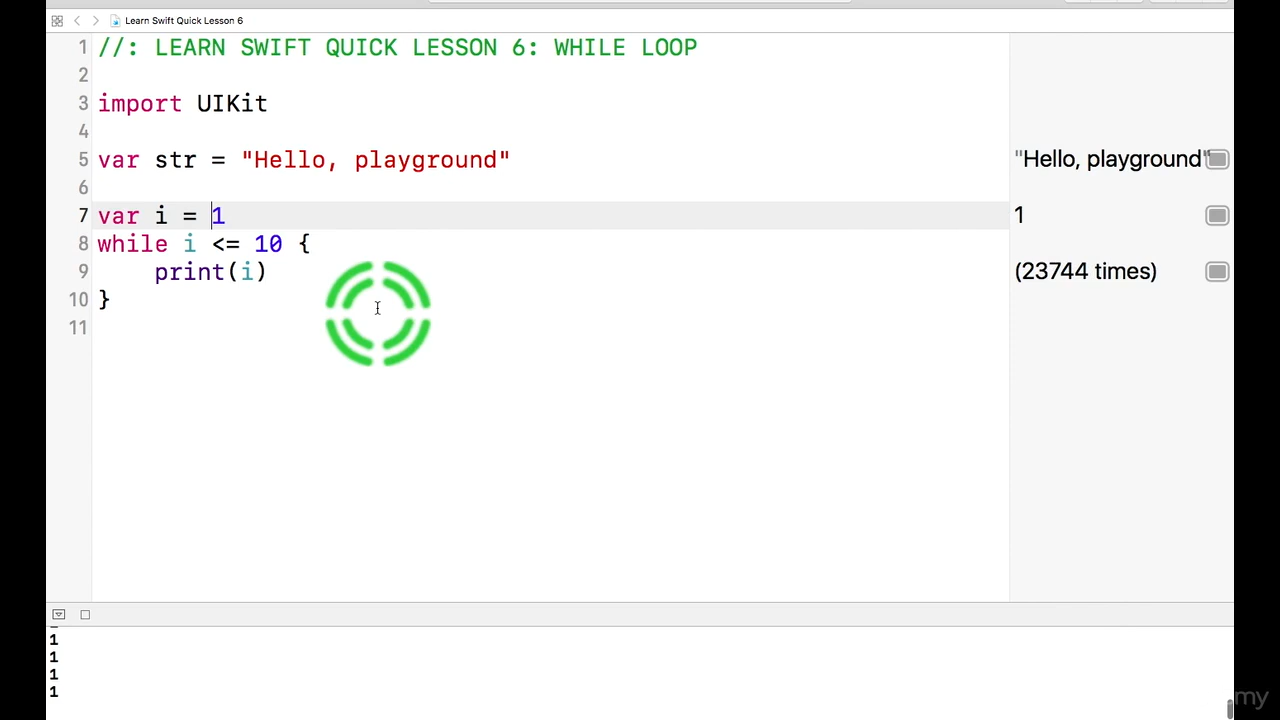 Learn Swift Quick Lesson 6
1 //: LEARN SWIFT QUICK LESSON 6: WHILE LOOP
2
3 import UIKit
4
5 var str = "Hello, playground" "Hello, playground"
6
7 var i = 1 1
8 while i <= 10 {
9 print(i) (23744 times)
10 }
11
1
1
1
1
my